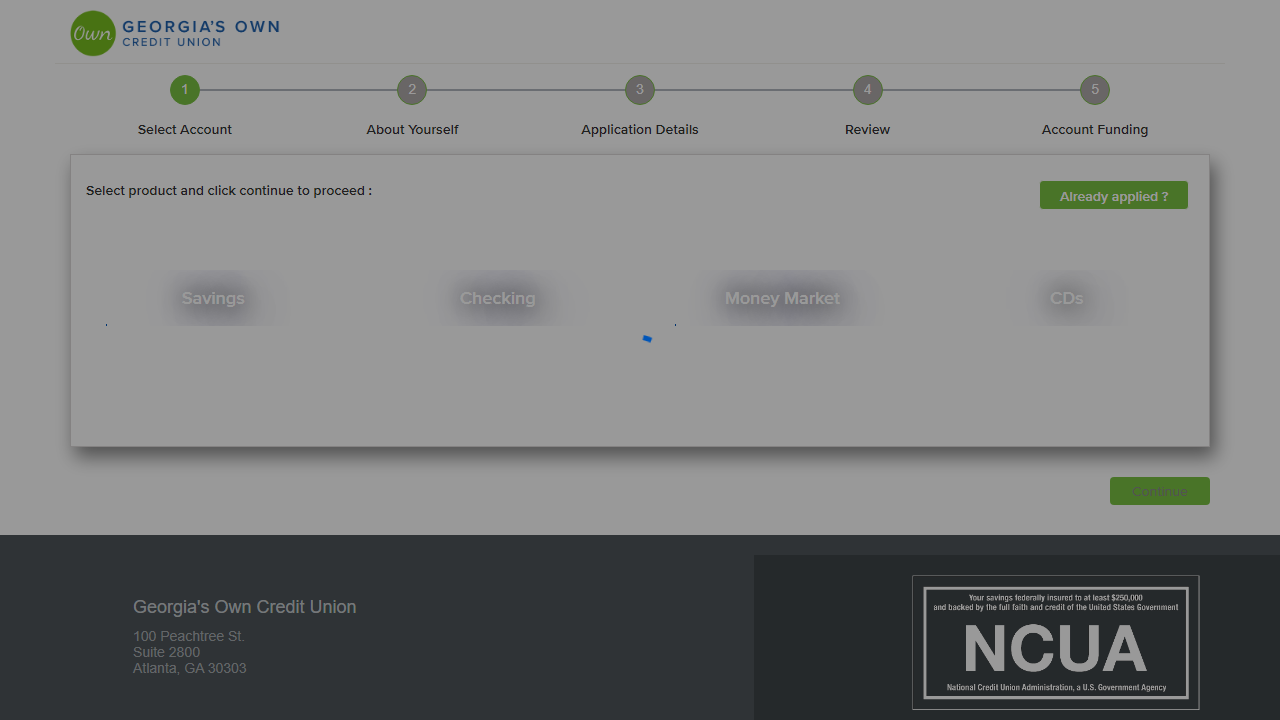 Own
GEORGIA'S OWN
CREDIT UNION
1
2
3
4
5
Select Account
About Yourself
Application Details
Review
Account Funding
Select product and click continue to proceed :
Already applied ?
Savings
Checking
Money Market
CDs
Continue
Georgia's Own Credit Union
100 Peachtree St.
Suite 2800
Atlanta, GA 30303
Your savings federally insured to at least $250,000
and backed by the full faith and credit of the United States Government
NCUA
National Credit Union Administration, a U.S. Government Agency